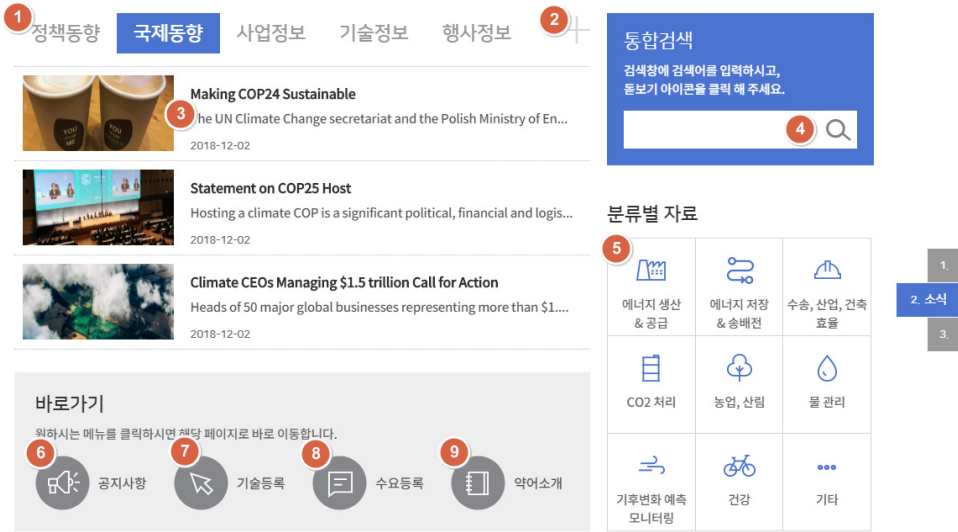 1
정책동향 국제동향 사업정보 기술정보 행사정보
2
Making COP24 Sustainable
3
he UN Climate Change secretariat and the Polish Ministry of En...
2018-12-02
Statement on COP25 Host
Hosting a climate COP is a significant political, financial and logis...
2018-12-02
Climate CEOs Managing $1.5 trillion Call for Action
Heads of 50 major global businesses representing more than $1....
2018-12-02
바로가기
원하시는 메뉴를 클릭하시면 해당 페이지로 바로 이동합니다.
6
공지사항
7
기술등록
8
수요등록
9
약어소개
통합검색
검색창에 검색어를 입력하시고,
돋보기 아이콘을 클릭 해 주세요.
4
분류별 자료
5
에너지 생산
& 공급
에너지 저장
& 송배전
수송, 산업, 건축
효율
CO2 처리
농업, 산림
물 관리
기후변화 예측
모니터링
건강
기타
1.
2. 소식
3.